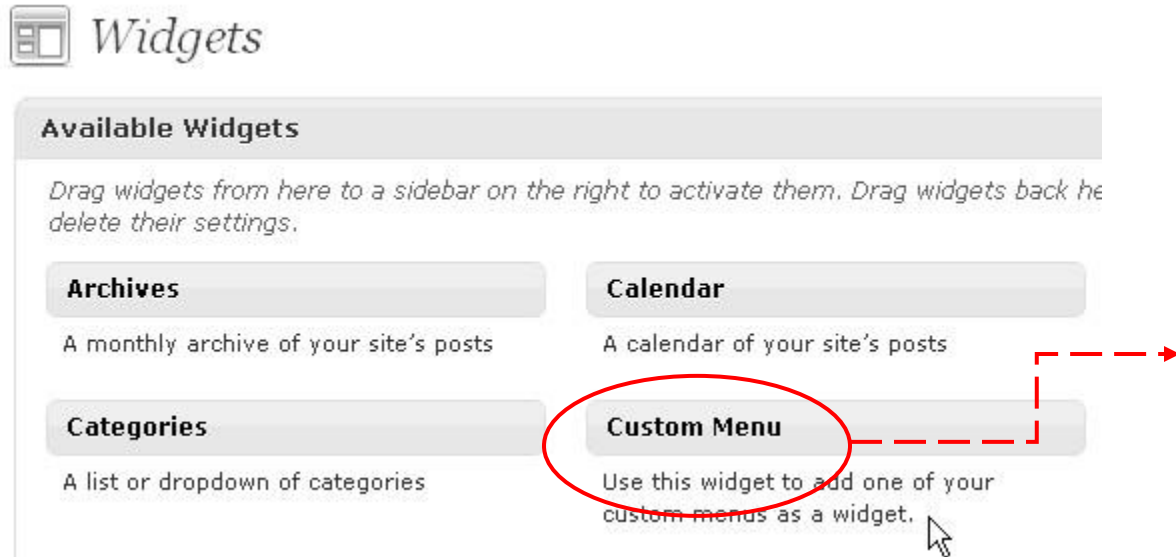 Widgets
Available Widgets
Drag widgets from here to a sidebar on the right to activate them. Drag widgets back he
delete their settings.
Archives
Calendar
A monthly archive of your site's posts
A calendar of your site's posts
Categories
Custom Menu
A list or dropdown of categories
Use this widget to add one of your
custom menus as a widget.